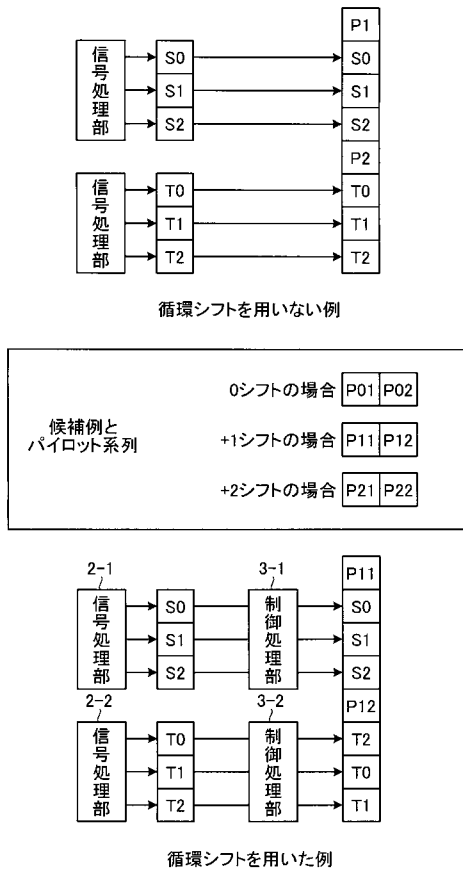 P1
信号処理部 S0 S0
S1 S1
S2 S2
P2
信号処理部 T0 T0
T1 T1
T2 T2
循環シフトを用いない例
候補例と
パイロット系列
0シフトの場合 P01 P02
+1シフトの場合 P11 P12
+2シフトの場合 P21 P22
2-1 3-1 P11
信号処理部 S0 制御処理部 S0
S1 S1
S2 S2
2-2 3-2 P12
信号処理部 T0 制御処理部 T2
T1 T0
T2 T1
循環シフトを用いた例